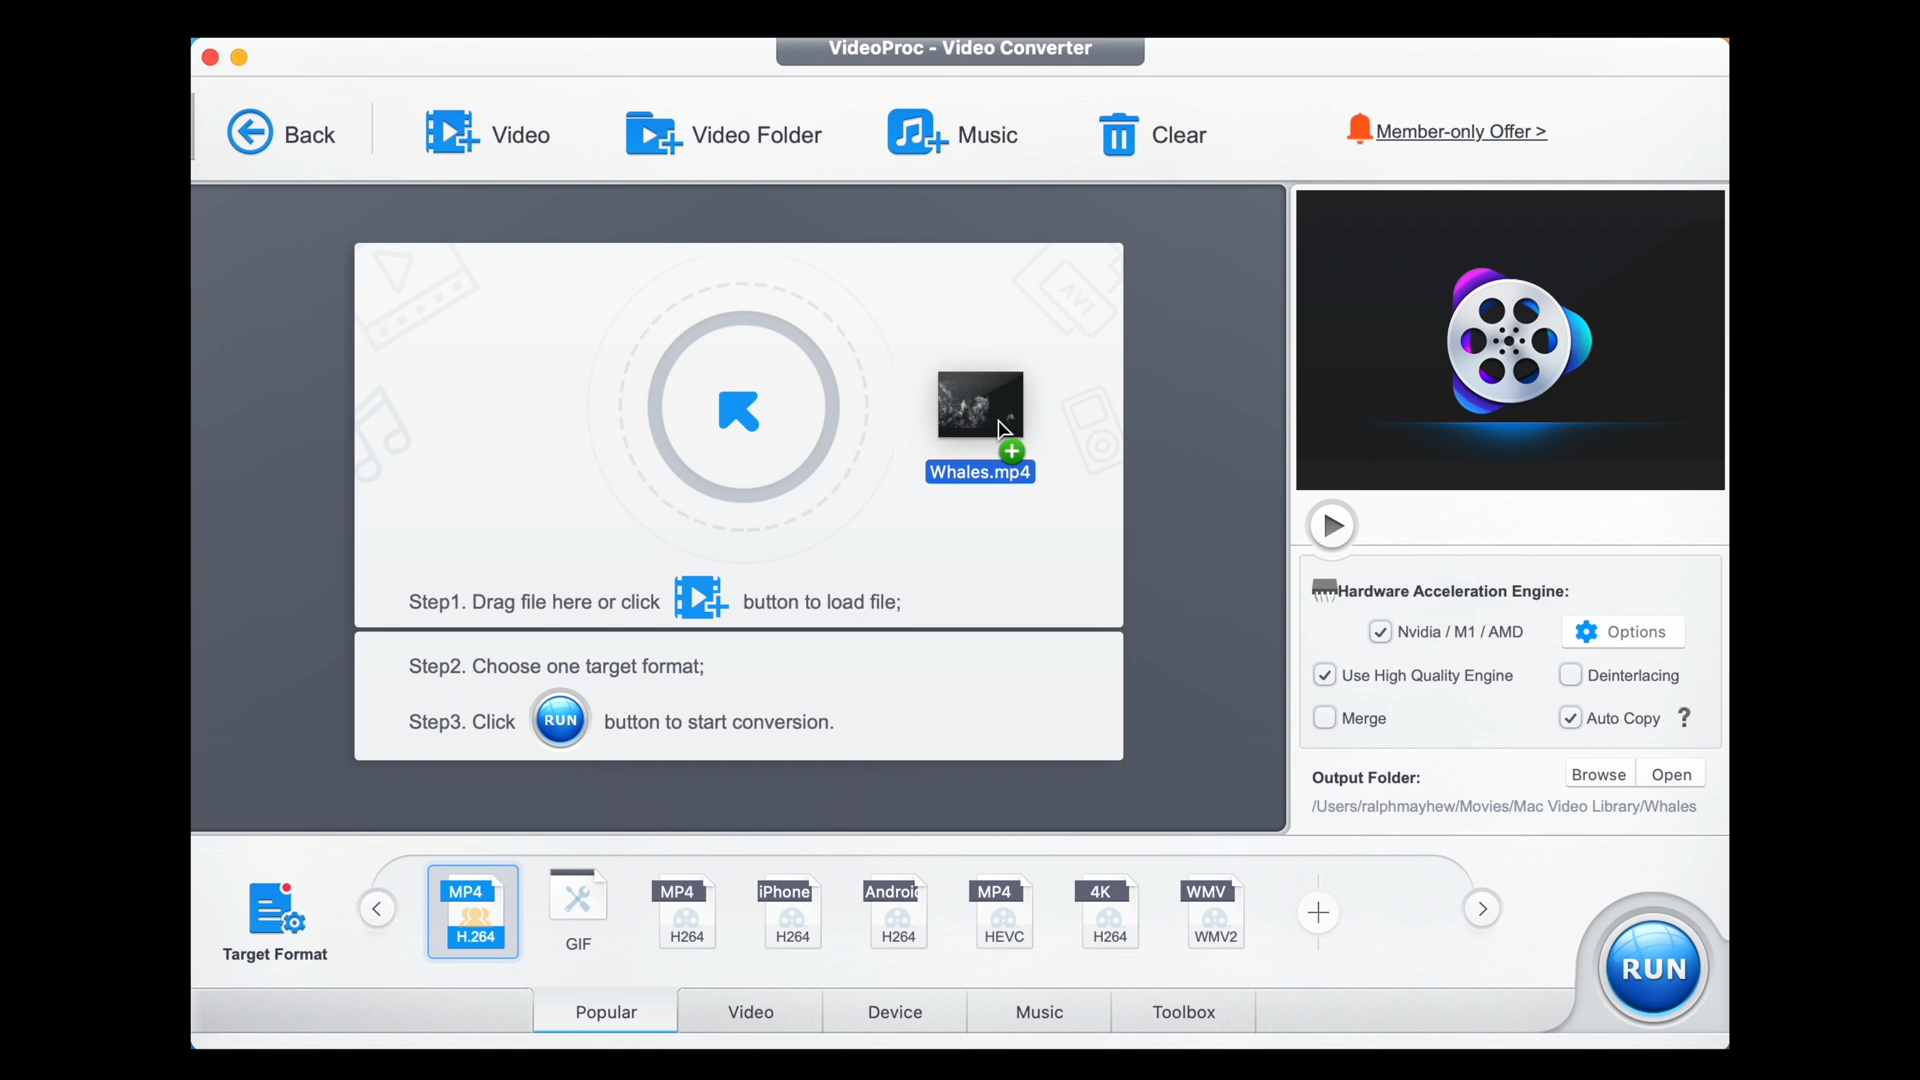 VideoProc - Video Converter
Back
Video
Video Folder
Music
Clear
Member-only Offer >
AVI
Whales.mp4
Step1. Drag file here or click button to load file;
Step2. Choose one target format;
Step3. Click RUN button to start conversion.
Hardware Acceleration Engine:
Nvidia / M1 / AMD
Options
Use High Quality Engine
Deinterlacing
Merge
Auto Copy ?
Output Folder:
Browse
Open
/Users/ralphmayhew/Movies/Mac Video Library/Whales
Target Format
MP4
H.264
GIF
MP4
H264
iPhone
H264
Androi
H264
MP4
HEVC
4K
H264
WMV
WMV2
RUN
Popular
Video
Device
Music
Toolbox